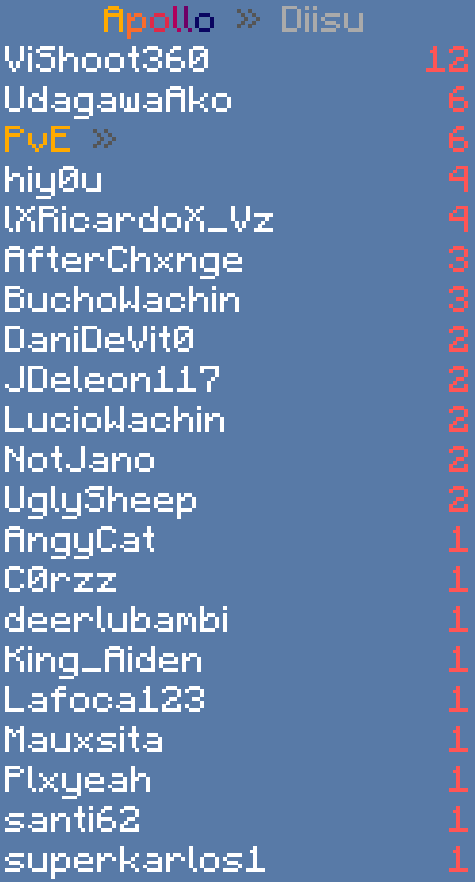 Apollo » Diisu
ViShoot360 12
UdagawaAko 6
PvE » 6
hiy0u 4
lXRicardoX_Vz 4
AfterChxnge 3
BuchoWachin 3
DaniDeVit0 2
JDeleon117 2
LucioWachin 2
NotJano 2
UglySheep 2
AngyCat 1
C0rzz 1
deerlubambi 1
King_Aiden 1
Lafoca123 1
Mauxsita 1
Plxyeah 1
santi62 1
superkarlos1 1